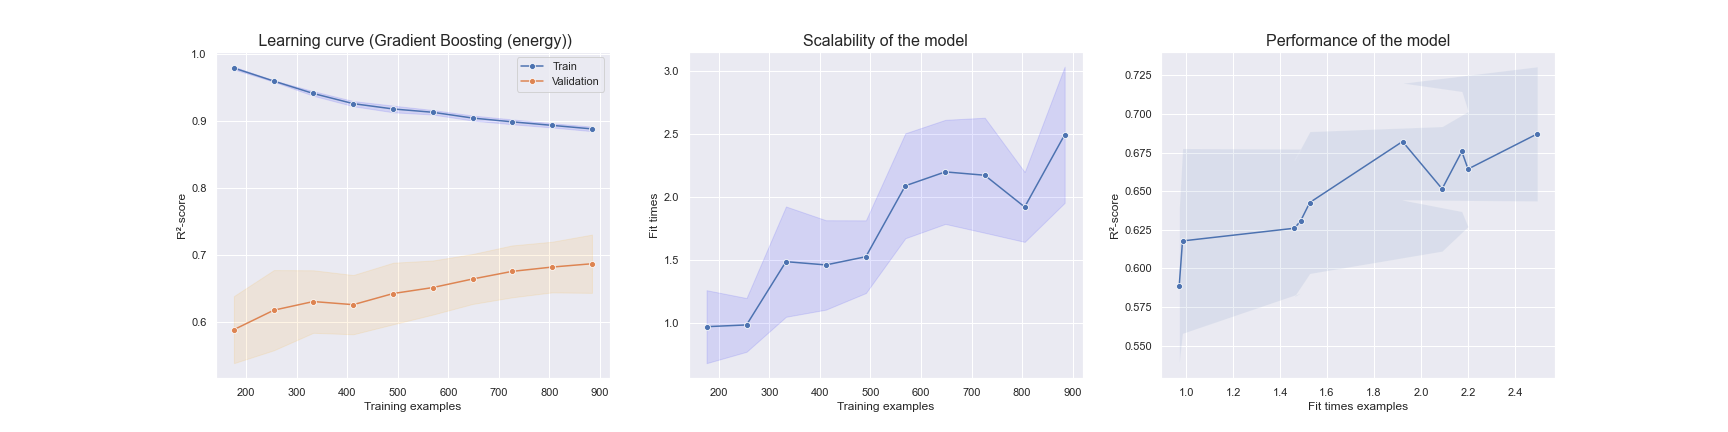 Learning curve (Gradient Boosting (energy))
Train
Validation
R²-score
1.0
0.9
0.8
0.7
0.6
200 300 400 500 600 700 800 900
Training examples
Scalability of the model
Fit times
3.0
2.5
2.0
1.5
1.0
200 300 400 500 600 700 800 900
Training examples
Performance of the model
R²-score
0.725
0.700
0.675
0.650
0.625
0.600
0.575
0.550
1.0 1.2 1.4 1.6 1.8 2.0 2.2 2.4
Fit times examples